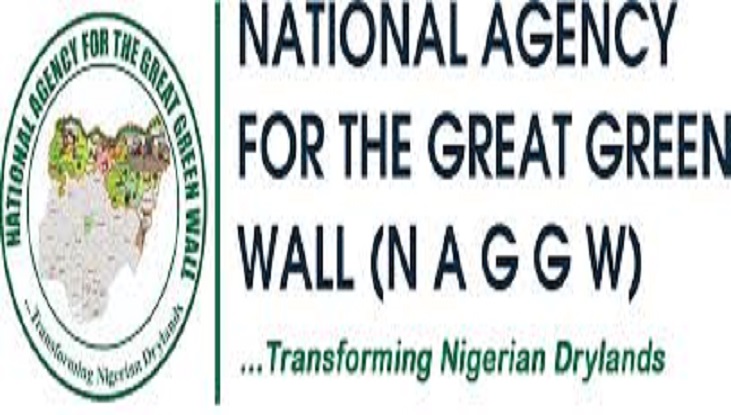 NATIONAL AGENCY FOR THE GREAT GREEN WALL
...Transforming Nigerian Drylands
NATIONAL AGENCY
FOR THE GREAT GREEN
WALL (N A G G W)
...Transforming Nigerian Drylands